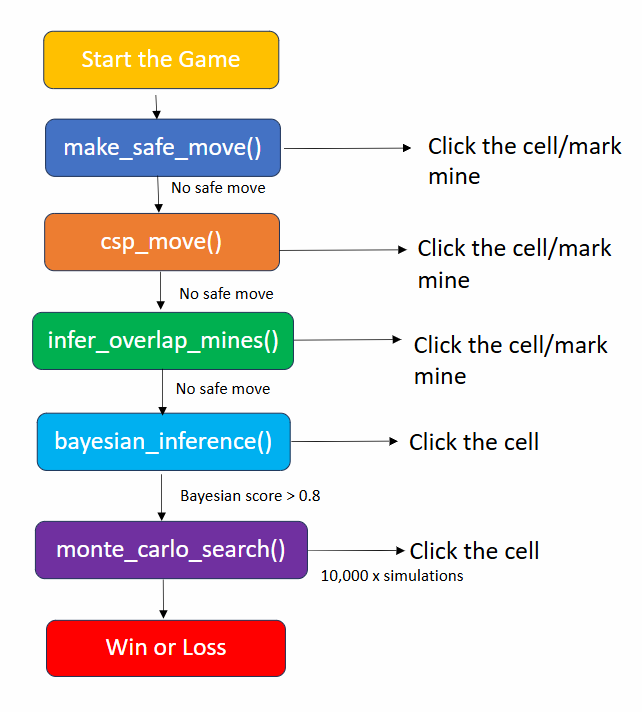 Start the Game
make_safe_move()
Click the cell/mark
mine
No safe move
csp_move()
Click the cell/mark
mine
No safe move
infer_overlap_mines()
Click the cell/mark
mine
No safe move
bayesian_inference()
Click the cell
Bayesian score > 0.8
monte_carlo_search()
Click the cell
10,000 x simulations
Win or Loss